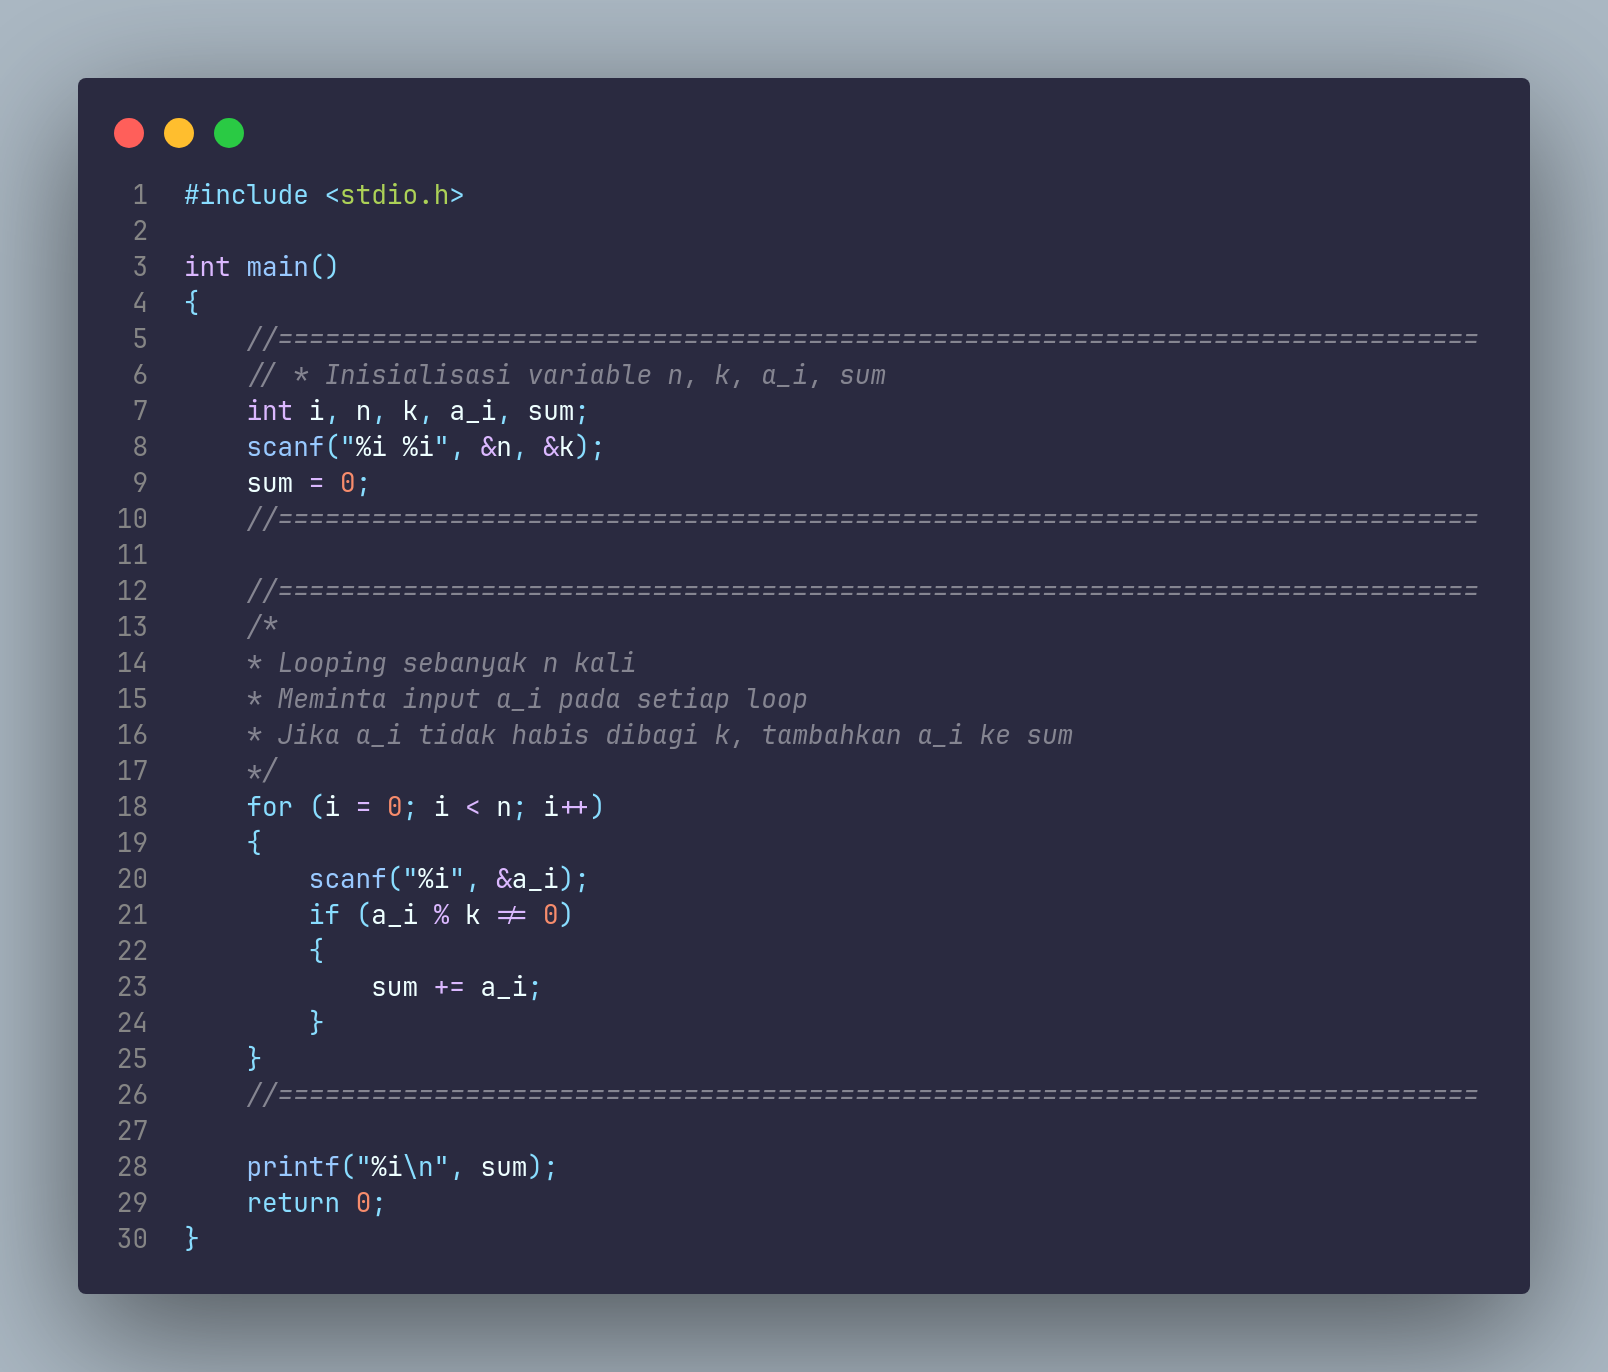 1 #include <stdio.h>
2
3 int main()
4 {
5     //=============================================================================
6     // * Inisialisasi variable n, k, a_i, sum
7     int i, n, k, a_i, sum;
8     scanf("%i %i", &n, &k);
9     sum = 0;
10     //=============================================================================
11
12     //=============================================================================
13     /*
14     * Looping sebanyak n kali
15     * Meminta input a_i pada setiap loop
16     * Jika a_i tidak habis dibagi k, tambahkan a_i ke sum
17     */
18     for (i = 0; i < n; i++)
19     {
20         scanf("%i", &a_i);
21         if (a_i % k != 0)
22         {
23             sum += a_i;
24         }
25     }
26     //=============================================================================
27
28     printf("%i\n", sum);
29     return 0;
30 }